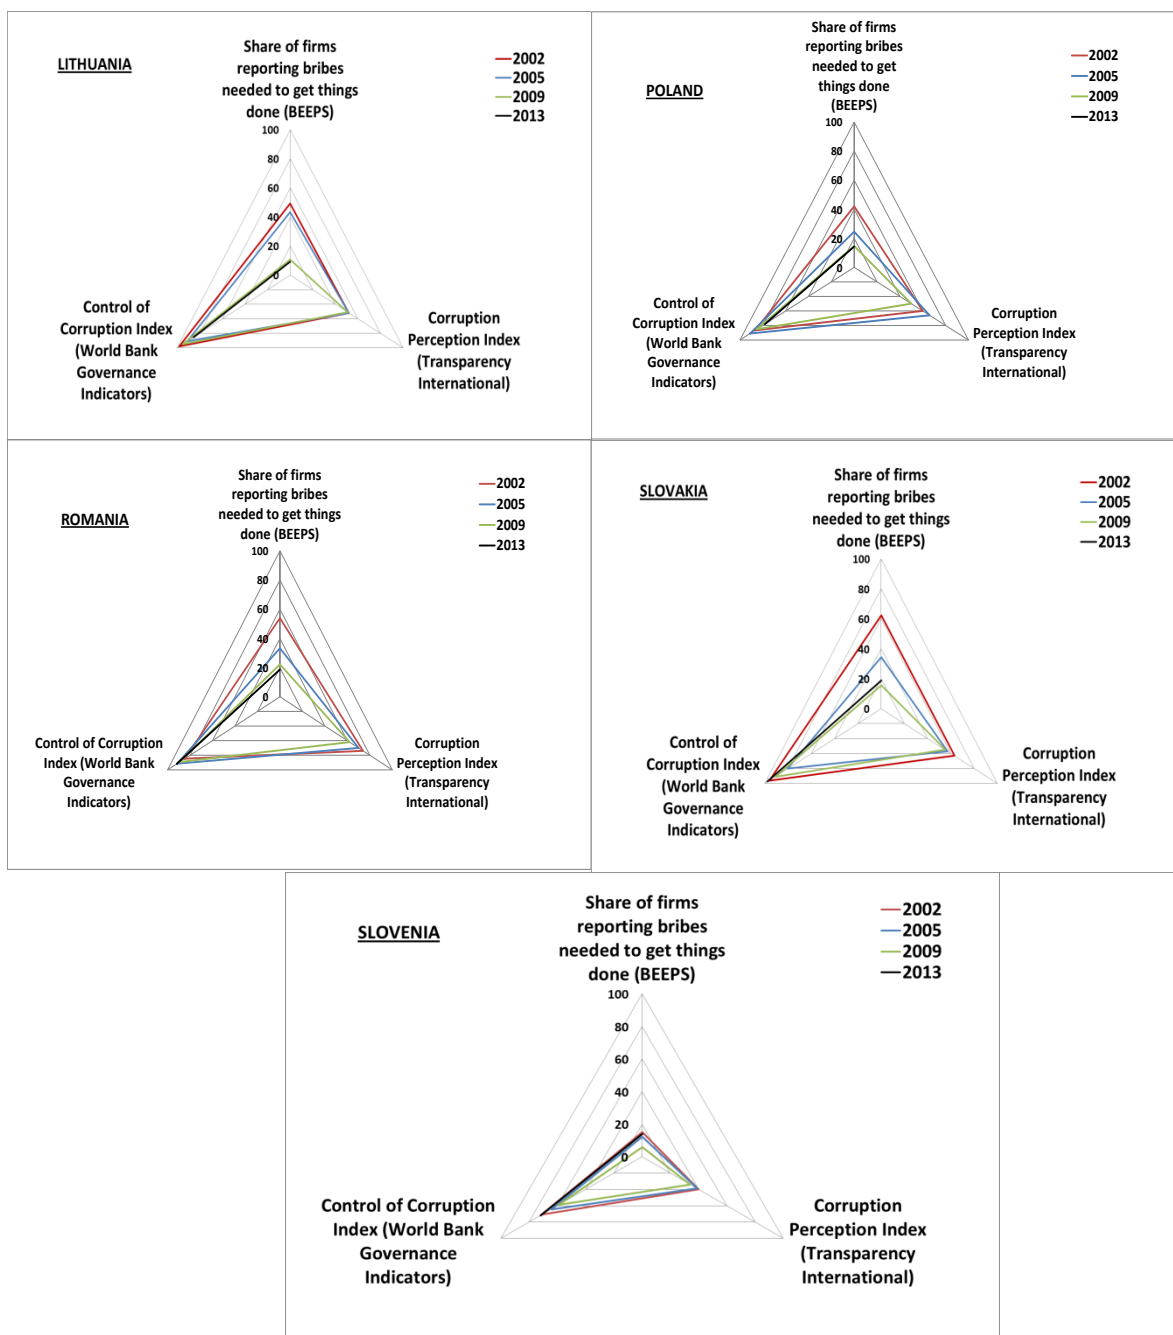 LITHUANIA
Share of firms
reporting bribes
needed to get things
done (BEEPS)
2002
2005
2009
2013
100
80
60
40
20
0
Control of
Corruption Index
(World Bank
Governance
Indicators)
Corruption
Perception Index
(Transparency
International)
POLAND
Share of firms
reporting bribes
needed to get
things done
(BEEPS)
2002
2005
2009
2013
100
80
60
40
20
0
Control of
Corruption Index
(World Bank
Governance
Indicators)
Corruption
Perception Index
(Transparency
International)
ROMANIA
Share of firms
reporting bribes
needed to get things
done (BEEPS)
2002
2005
2009
2013
100
80
60
40
20
0
Control of Corruption
Index (World Bank
Governance
Indicators)
Corruption
Perception Index
(Transparency
International)
SLOVAKIA
Share of firms
reporting bribes
needed to get things
done (BEEPS)
2002
2005
2009
2013
100
80
60
40
20
0
Control of
Corruption Index
(World Bank
Governance
Indicators)
Corruption
Perception Index
(Transparency
International)
SLOVENIA
Share of firms
reporting bribes
needed to get things
done (BEEPS)
2002
2005
2009
2013
100
80
60
40
20
0
Control of Corruption
Index (World Bank
Governance
Indicators)
Corruption
Perception Index
(Transparency
International)